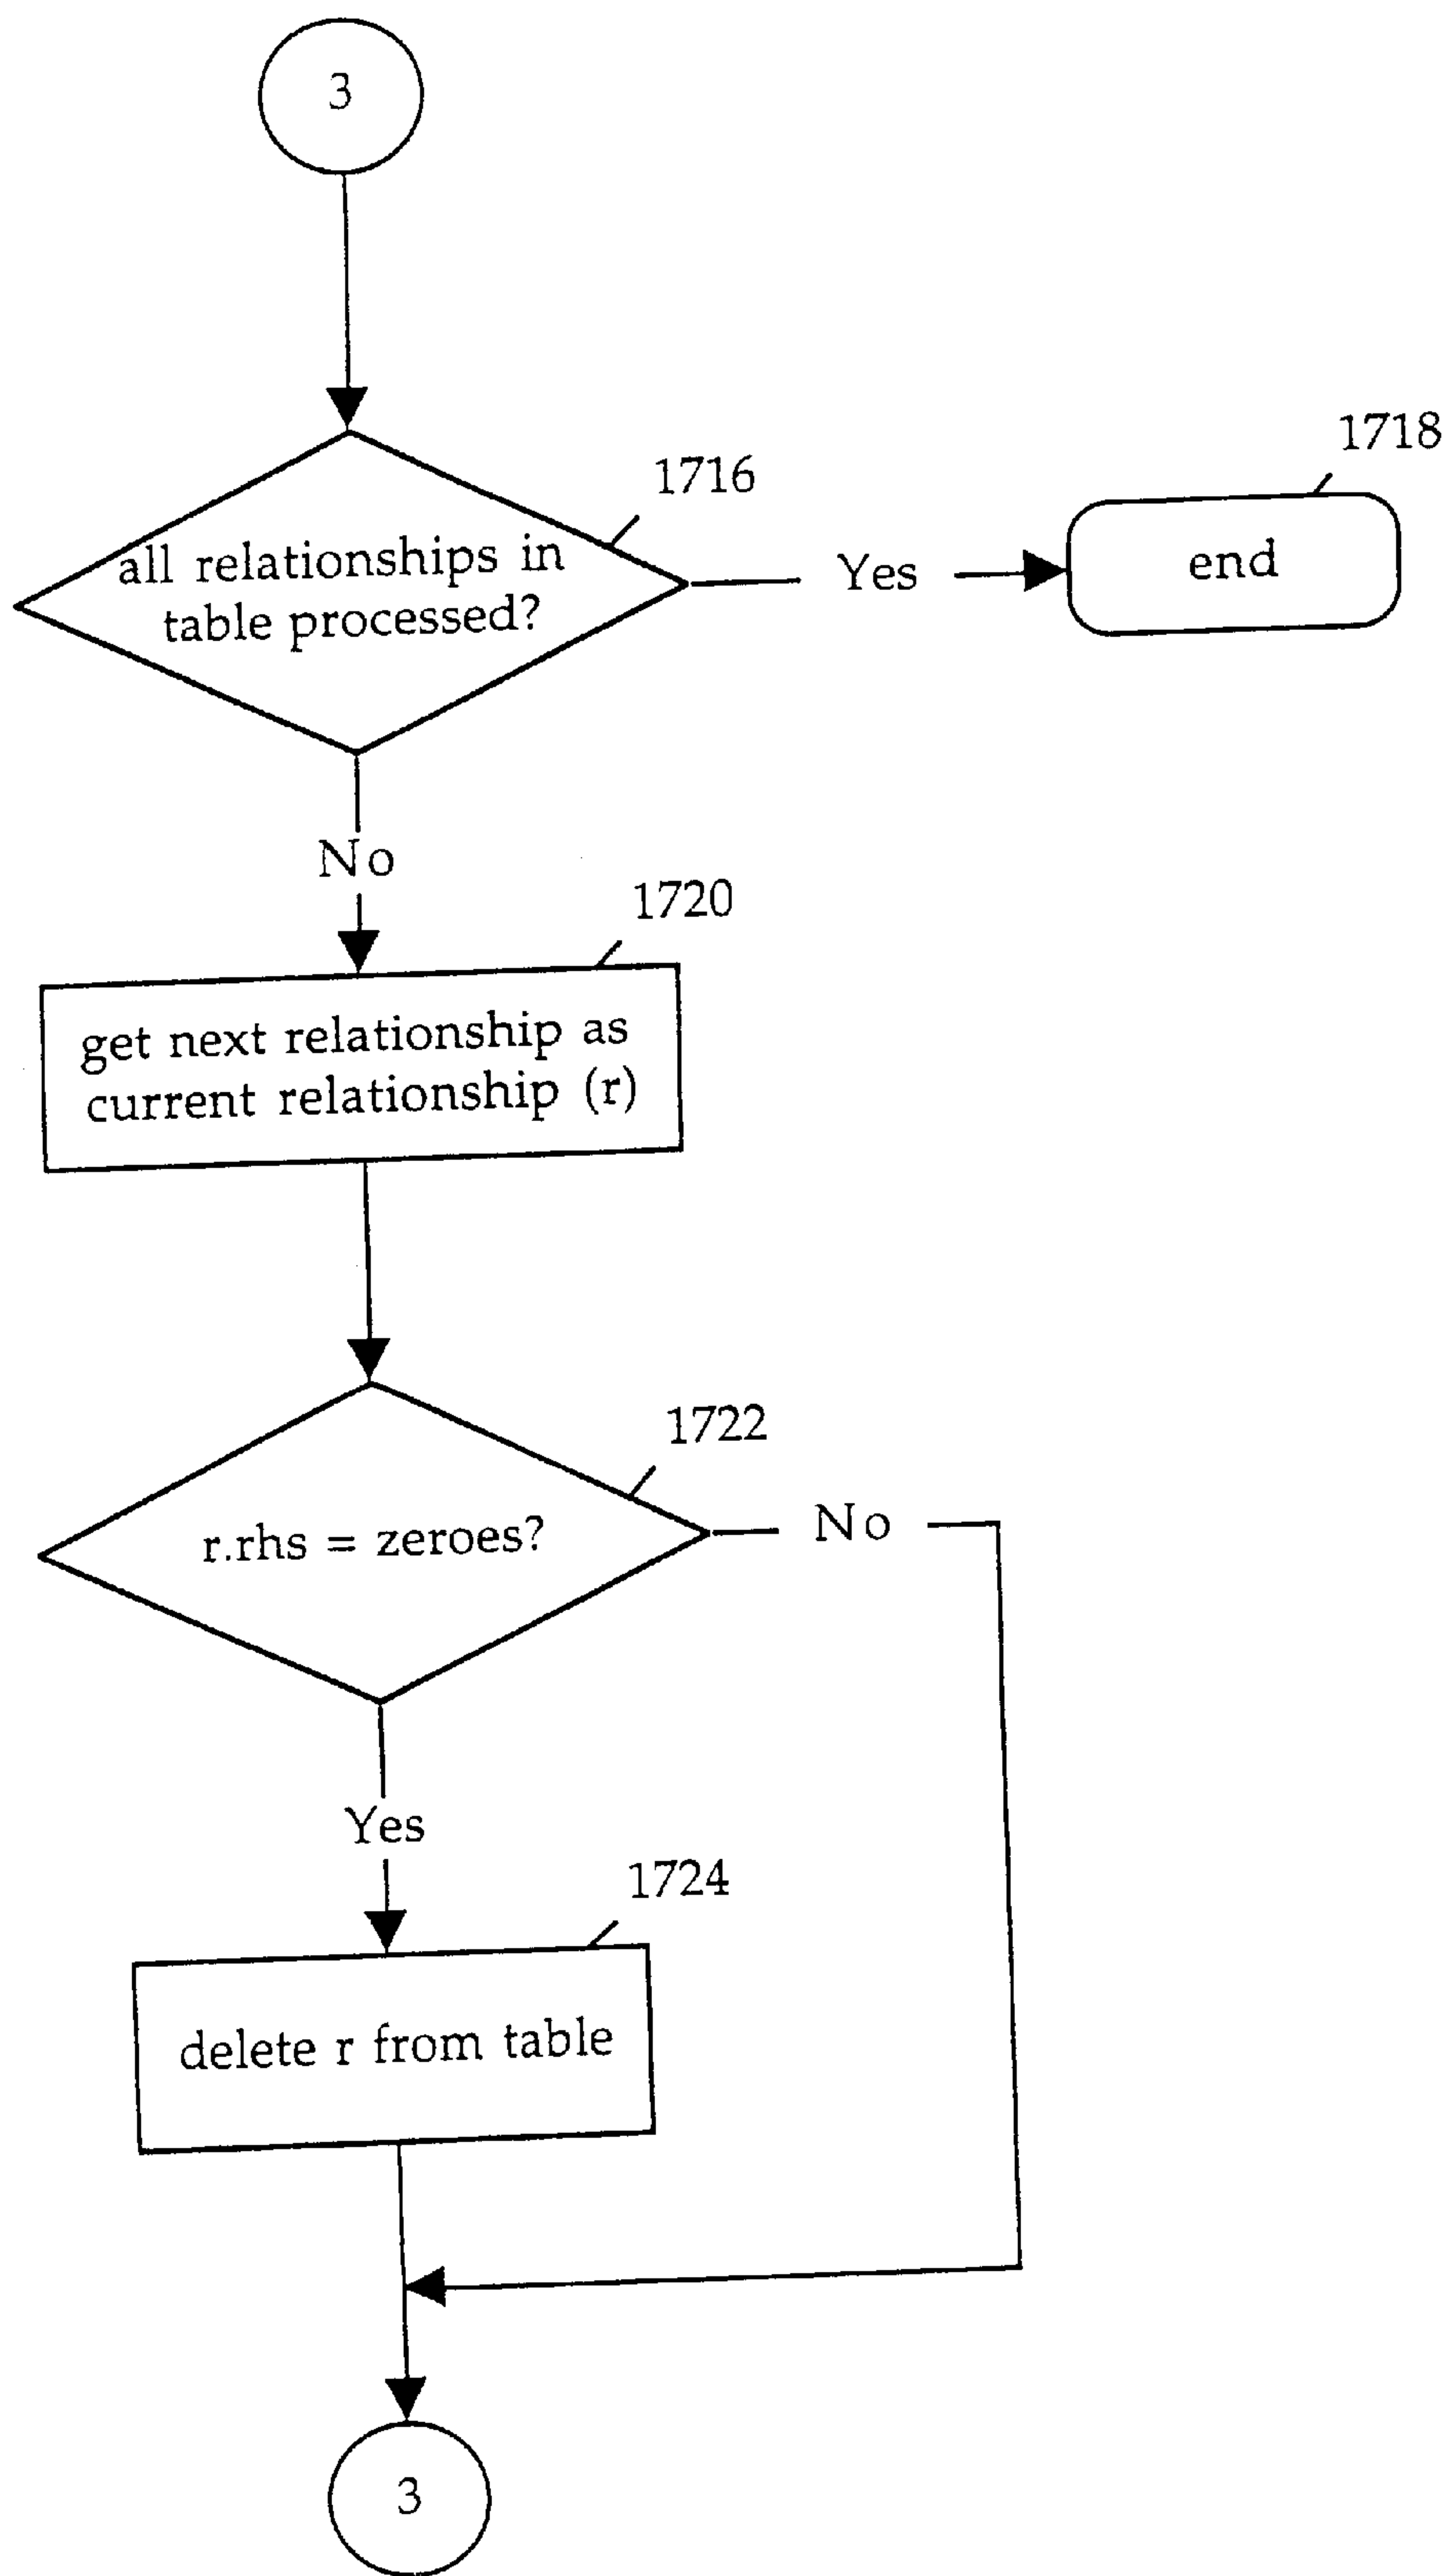 3
1716
all relationships in
table processed?
Yes
1718
end
No
1720
get next relationship as
current relationship (r)
1722
r.rhs = zeroes?
No
Yes
1724
delete r from table
3